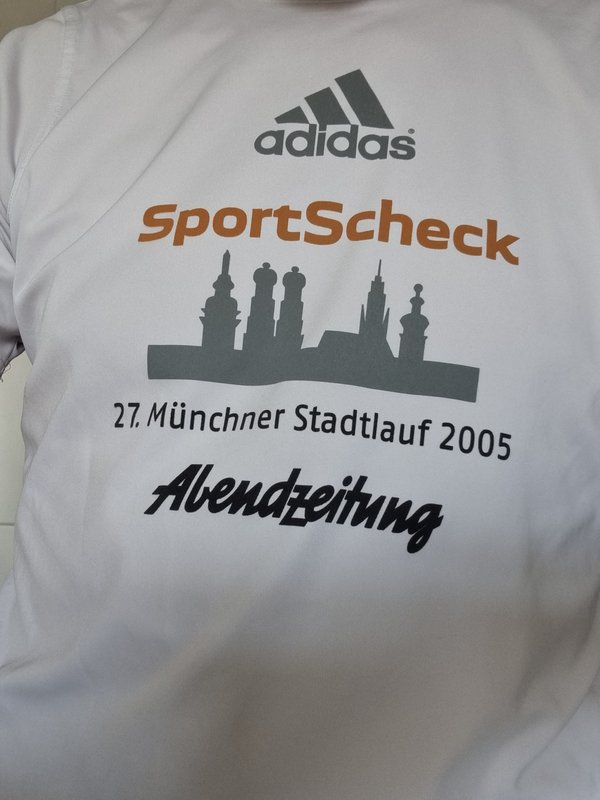 adidas®
SportScheck
27. Münchner Stadtlauf 2005
Abendzeitung